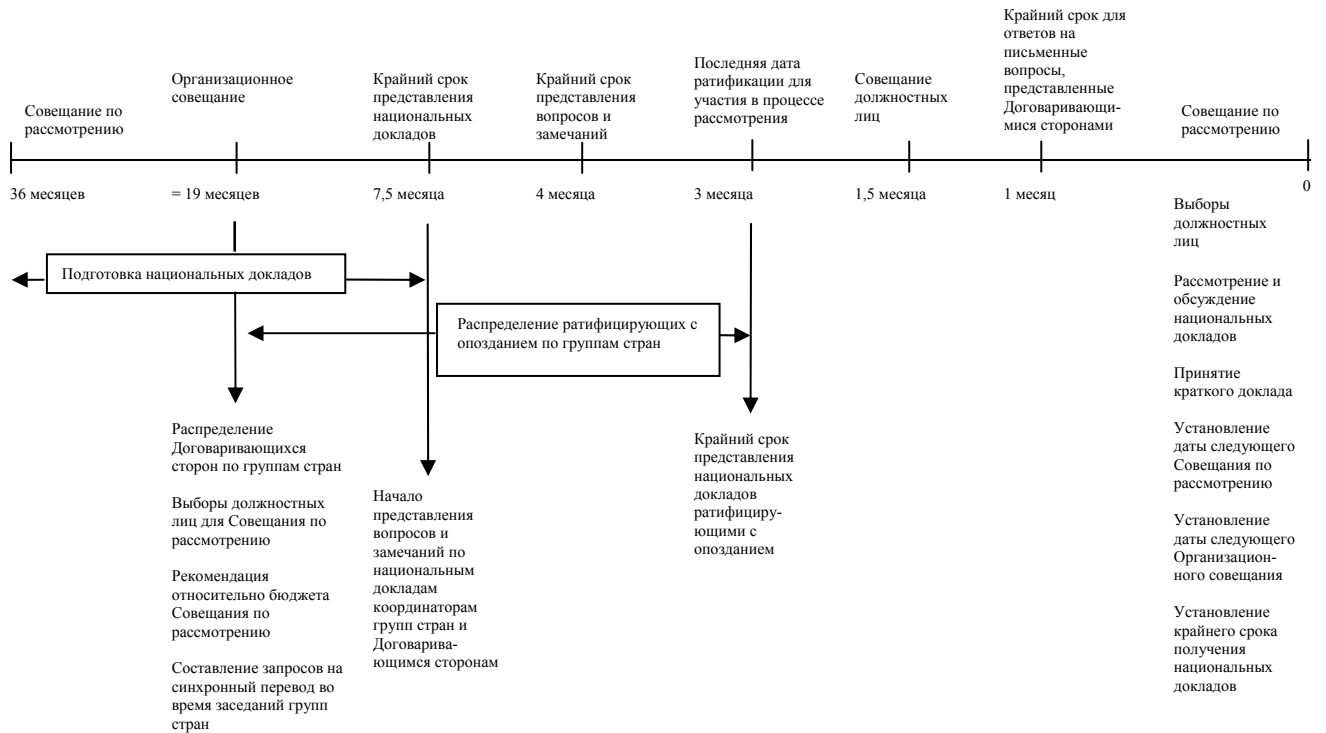 Совещание по
рассмотрению
Организационное
совещание
Крайний срок
представления
национальных
докладов
Крайний срок
представления
вопросов и
замечаний
Последняя дата
ратификации для
участия в процессе
рассмотрения
Совещание
должностных
лиц
Крайний срок для
ответов на
письменные
вопросы,
представленные
Договаривающи-
мися сторонами
Совещание по
рассмотрению
36 месяцев
= 19 месяцев
7,5 месяца
4 месяца
3 месяца
1,5 месяца
1 месяц
0
Подготовка национальных докладов
Распределение ратифицирующих с
опозданием по группам стран
Распределение
Договаривающихся
сторон по группам стран
Выборы должностных
лиц для Совещания по
рассмотрению
Рекомендация
относительно бюджета
Совещания по
рассмотрению
Составление запросов на
синхронный перевод во
время заседаний групп
стран
Начало
представления
вопросов и
замечаний по
национальным
докладам
координаторам
групп стран и
Договарива-
ющимся сторонам
Крайний срок
представления
национальных
докладов
ратифициру-
ющими с
опозданием
Выборы
должностных
лиц
Рассмотрение и
обсуждение
национальных
докладов
Принятие
краткого доклада
Установление
даты следующего
Совещания по
рассмотрению
Установление
даты следующего
Организацион-
ного совещания
Установление
крайнего срока
получения
национальных
докладов